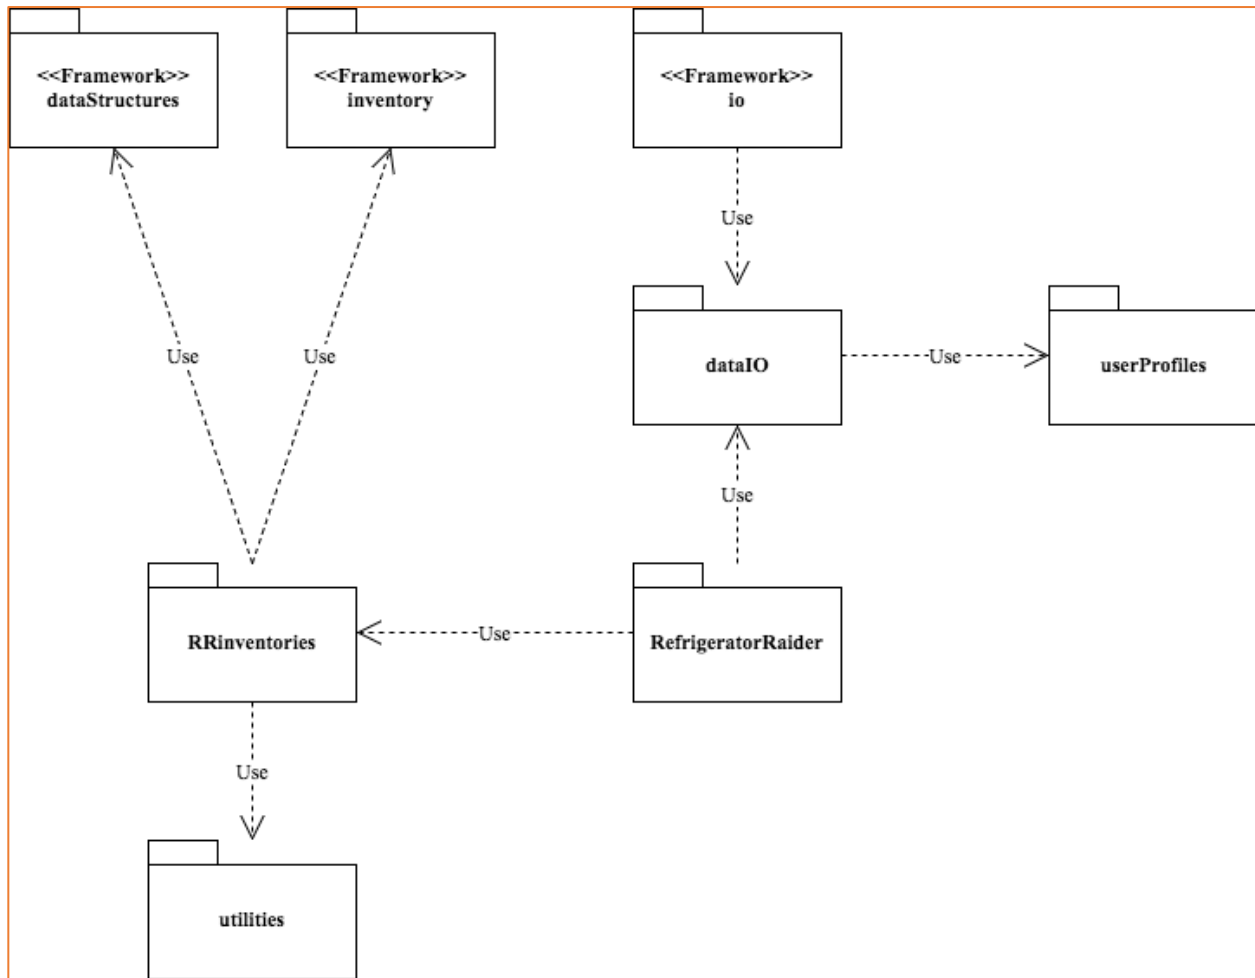 <<Framework>>
dataStructures
<<Framework>>
inventory
<<Framework>>
io
Use
Use
Use
dataIO
Use
userProfiles
Use
RRinventories
Use
RefrigeratorRaider
Use
utilities